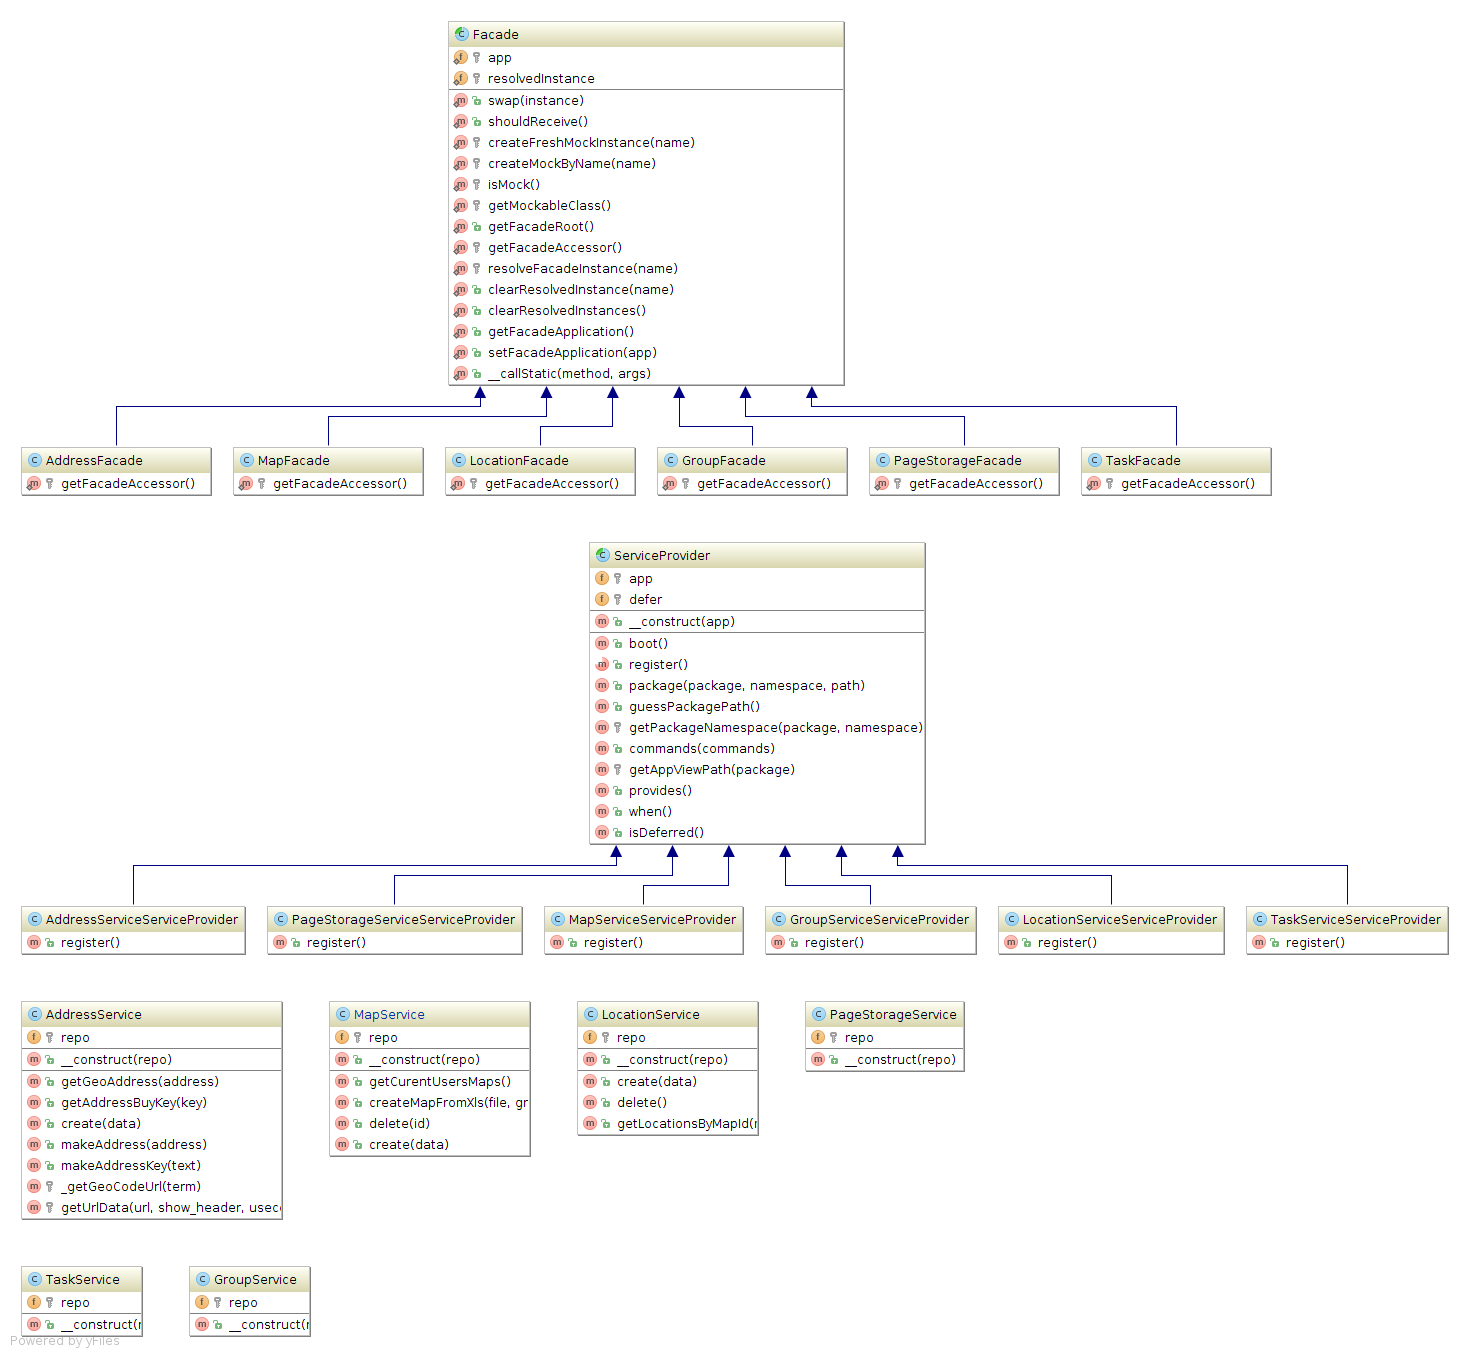 Facade
app
resolvedInstance
swap(instance)
shouldReceive()
createFreshMockInstance(name)
createMockByName(name)
isMock()
getMockableClass()
getFacadeRoot()
getFacadeAccessor()
resolveFacadeInstance(name)
clearResolvedInstance(name)
clearResolvedInstances()
getFacadeApplication()
setFacadeApplication(app)
__callStatic(method, args)
AddressFacade
getFacadeAccessor()
MapFacade
getFacadeAccessor()
LocationFacade
getFacadeAccessor()
GroupFacade
getFacadeAccessor()
PageStorageFacade
getFacadeAccessor()
TaskFacade
getFacadeAccessor()
ServiceProvider
app
defer
__construct(app)
boot()
register()
package(package, namespace, path)
guessPackagePath()
getPackageNamespace(package, namespace)
commands(commands)
getAppViewPath(package)
provides()
when()
isDeferred()
AddressServiceServiceProvider
register()
PageStorageServiceServiceProvider
register()
MapServiceServiceProvider
register()
GroupServiceServiceProvider
register()
LocationServiceServiceProvider
register()
TaskServiceServiceProvider
register()
AddressService
repo
__construct(repo)
getGeoAddress(address)
getAddressBuyKey(key)
create(data)
makeAddress(address)
makeAddressKey(text)
_getGeoCodeUrl(term)
getUrlData(url, show_header, usec
MapService
repo
__construct(repo)
getCurentUsersMaps()
createMapFromXls(file, gr
delete(id)
create(data)
LocationService
repo
__construct(repo)
create(data)
delete()
getLocationsByMapId(
PageStorageService
repo
__construct(repo)
TaskService
repo
__construct(
GroupService
repo
__construct(
Powered by yFiles